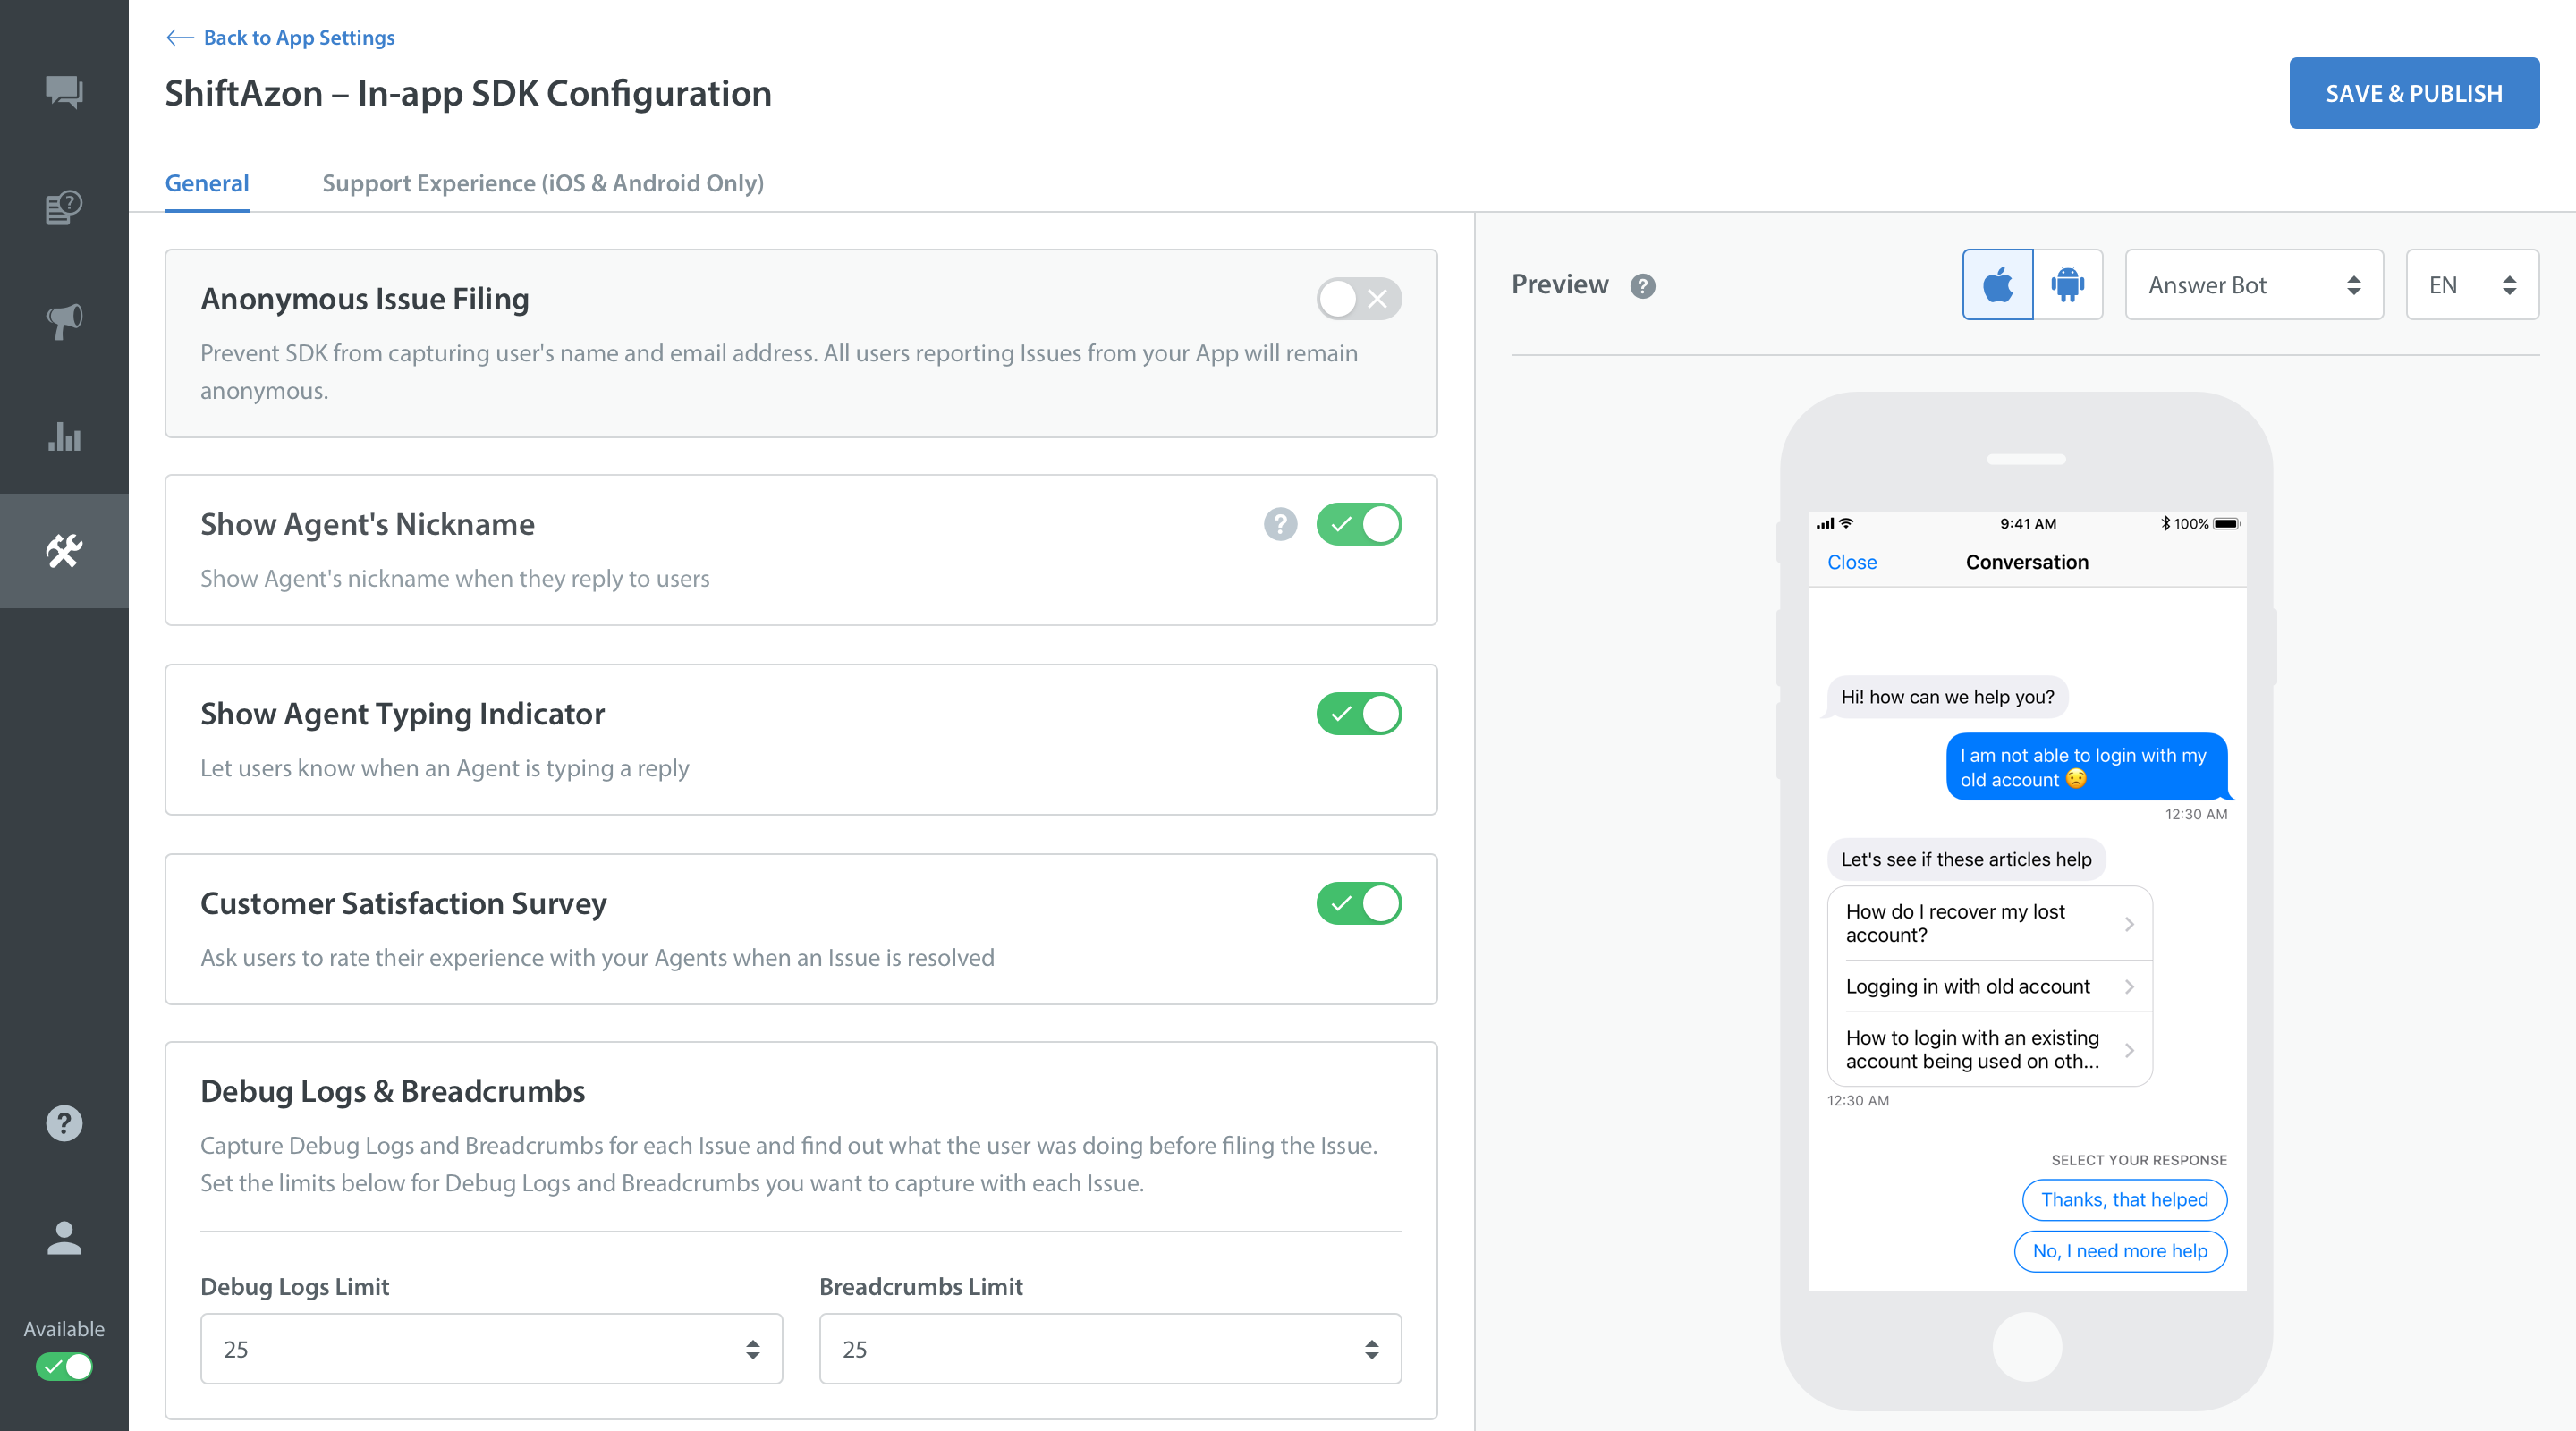 Back to App Settings
ShiftAzon – In-app SDK Configuration
SAVE & PUBLISH
General
Support Experience (iOS & Android Only)
Anonymous Issue Filing
Prevent SDK from capturing user's name and email address. All users reporting Issues from your App will remain
anonymous.
Show Agent's Nickname
?
Show Agent's nickname when they reply to users
Show Agent Typing Indicator
Let users know when an Agent is typing a reply
Customer Satisfaction Survey
Ask users to rate their experience with your Agents when an Issue is resolved
Debug Logs & Breadcrumbs
Capture Debug Logs and Breadcrumbs for each Issue and find out what the user was doing before filing the Issue.
Set the limits below for Debug Logs and Breadcrumbs you want to capture with each Issue.
Debug Logs Limit
25
Breadcrumbs Limit
25
Preview ?
Answer Bot
EN
9:41 AM
100%
Close
Conversation
Hi! how can we help you?
I am not able to login with my
old account 😟
12:30 AM
Let's see if these articles help
How do I recover my lost
account?
Logging in with old account
How to login with an existing
account being used on oth...
12:30 AM
SELECT YOUR RESPONSE
Thanks, that helped
No, I need more help
?
?
Available